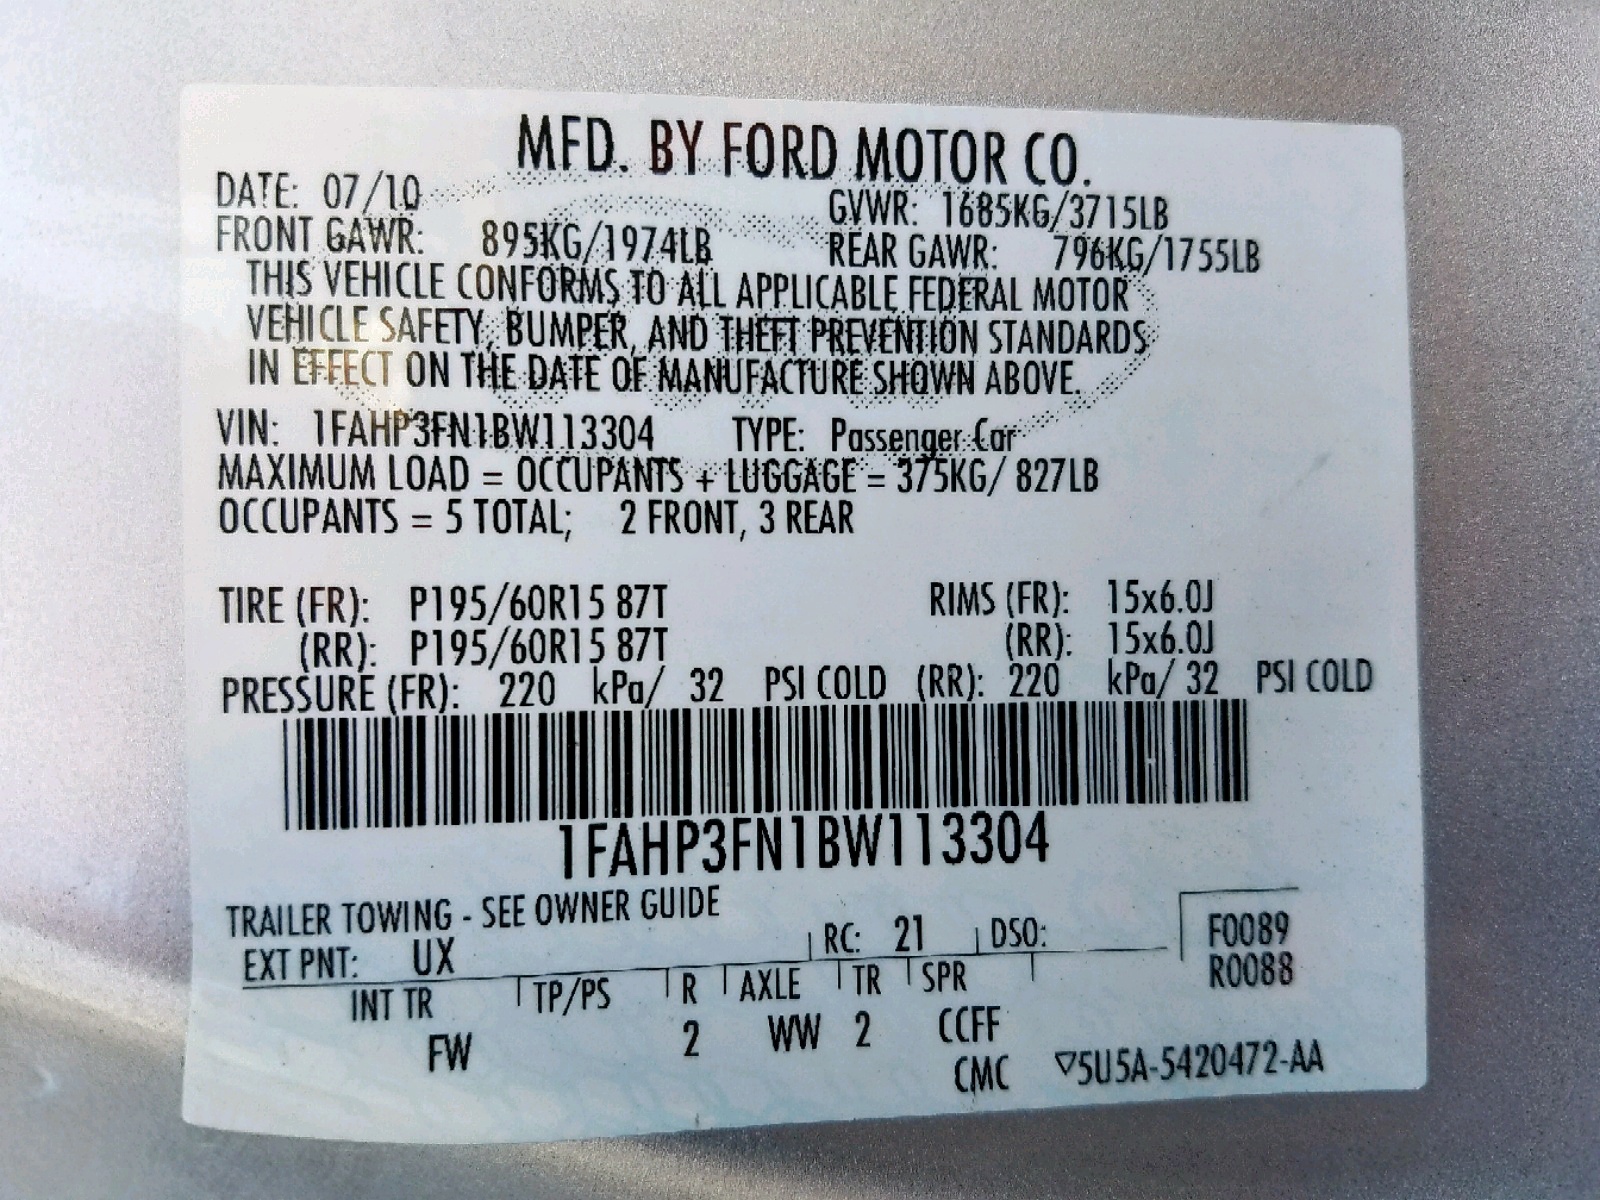 MFD. BY FORD MOTOR CO.
DATE: 07/10 GVWR: 1685KG/3715LB
FRONT GAWR: 895KG/1974LB REAR GAWR: 796KG/1755LB
THIS VEHICLE CONFORMS TO ALL APPLICABLE FEDERAL MOTOR
VEHICLE SAFETY, BUMPER, AND THEFT PREVENTION STANDARDS
IN EFFECT ON THE DATE OF MANUFACTURE SHOWN ABOVE.
VIN: 1FAHP3FN1BW113304 TYPE: Passenger Car
MAXIMUM LOAD = OCCUPANTS + LUGGAGE = 375KG/ 827LB
OCCUPANTS = 5 TOTAL; 2 FRONT, 3 REAR
TIRE (FR): P195/60R15 87T RIMS (FR): 15x6.0J
(RR): P195/60R15 87T (RR): 15x6.0J
PRESSURE (FR): 220 kPa/ 32 PSI COLD (RR): 220 kPa/ 32 PSI COLD
1FAHP3FN1BW113304
TRAILER TOWING - SEE OWNER GUIDE
EXT PNT: UX RC: 21 DSO: F0089
R0088
INT TR TP/PS R AXLE TR SPR
FW 2 WW 2 CCFF
CMC ▽5U5A-5420472-AA